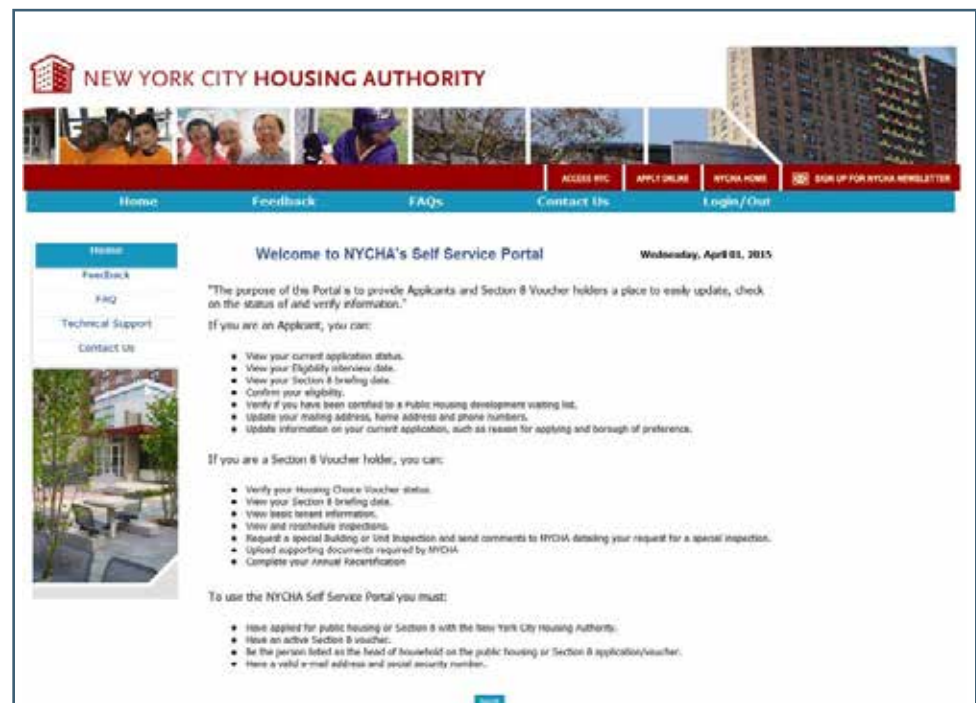 NEW YORK CITY HOUSING AUTHORITY
ACCESS NYC APPLY ONLINE NYCHA HOME SIGN UP FOR NYCHA NEWSLETTER
Home Feedback FAQs Contact Us Login/Out
Home
Feedback
FAQ
Technical Support
Contact Us
Welcome to NYCHA's Self Service Portal
Wednesday, April 01, 2015
"The purpose of this Portal is to provide Applicants and Section 8 Voucher holders a place to easily update, check
on the status of and verify information."
If you are an Applicant, you can:
• View your current application status.
• View your Eligibility interview date.
• View your Section 8 briefing date.
• Confirm your eligibility.
• Verify if you have been certified to a Public Housing development waiting list.
• Update your mailing address, home address and phone numbers.
• Update information on your current application, such as reason for applying and borough of preference.
If you are a Section 8 Voucher holder, you can:
• Verify your Housing Choice Voucher status.
• View your Section 8 briefing date.
• View basic tenant information.
• View and reschedule inspections.
• Request a special Building or Unit Inspection and send comments to NYCHA detailing your request for a special inspection.
• Upload supporting documents required by NYCHA
• Complete your Annual Recertification
To use the NYCHA Self Service Portal you must:
• Have applied for public housing or Section 8 with the New York City Housing Authority.
• Have an active Section 8 voucher.
• Be the person listed as the head of household on the public housing or Section 8 application/voucher.
• Have a valid e-mail address and social security number.